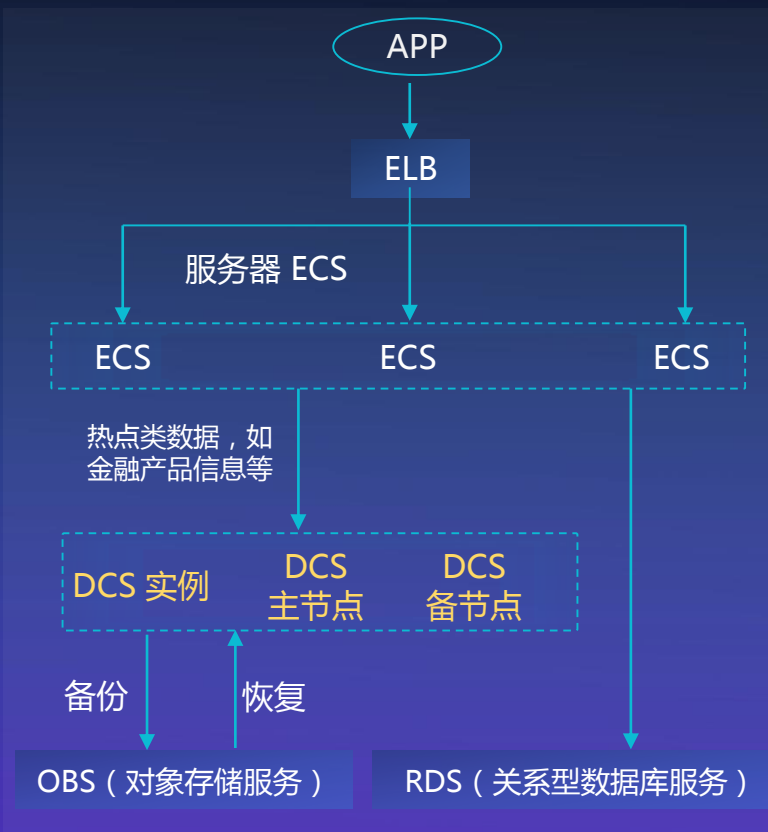 APP
ELB
服务器 ECS
ECS
ECS
ECS
热点类数据，如
金融产品信息等
DCS 实例
DCS
主节点
DCS
备节点
备份
恢复
OBS（对象存储服务）
RDS（关系型数据库服务）